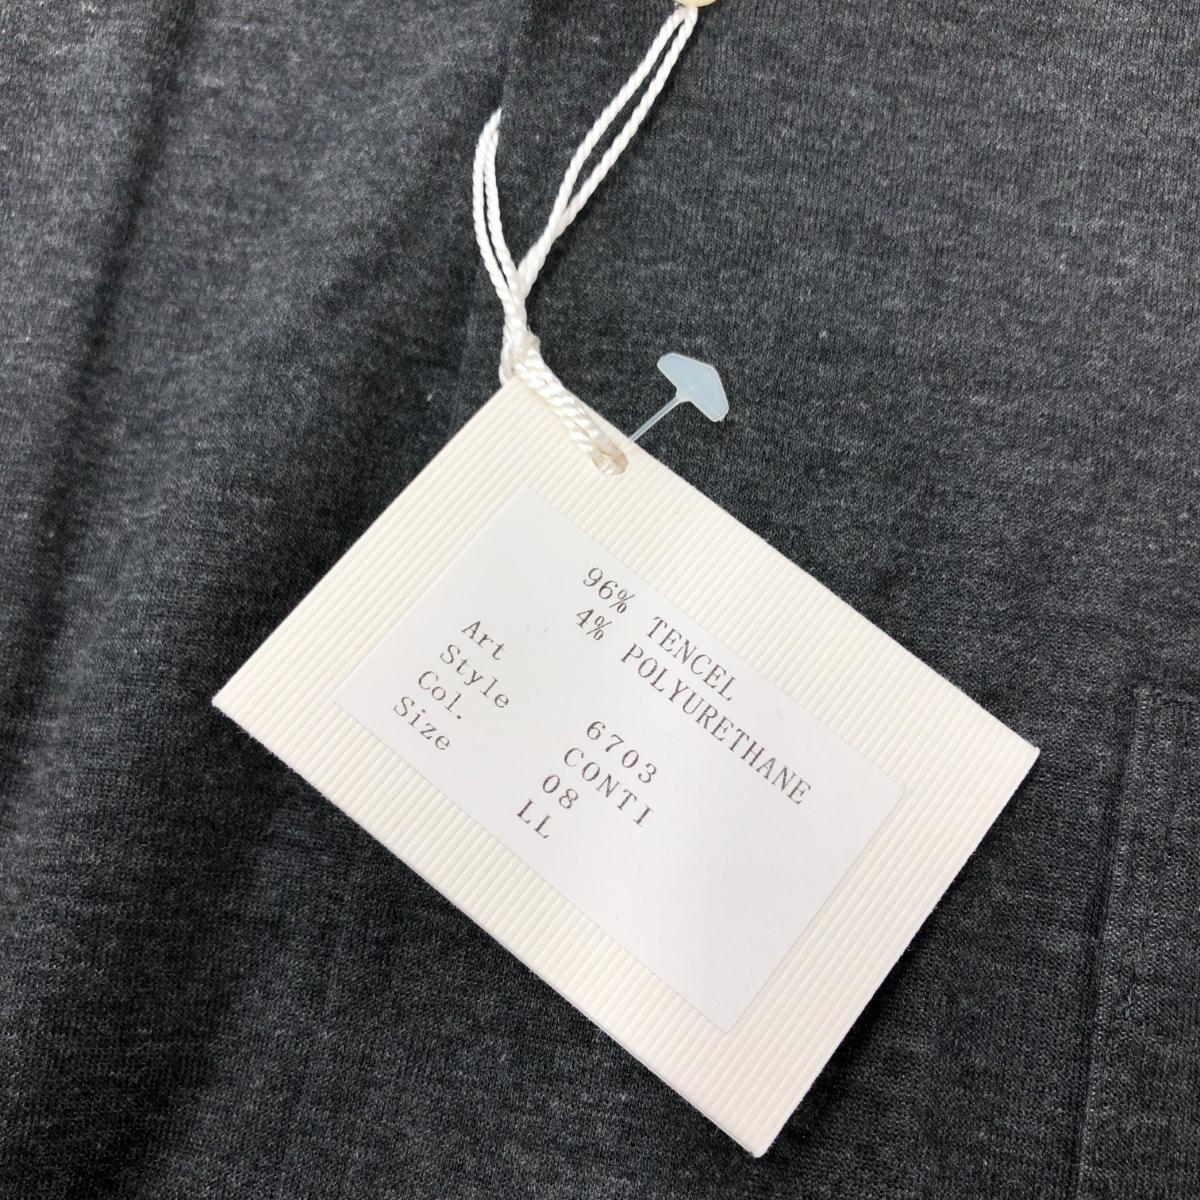 96% TENCEL
4% POLYURETHANE
Art 6703
Style CONTI
Col. 08
Size LL